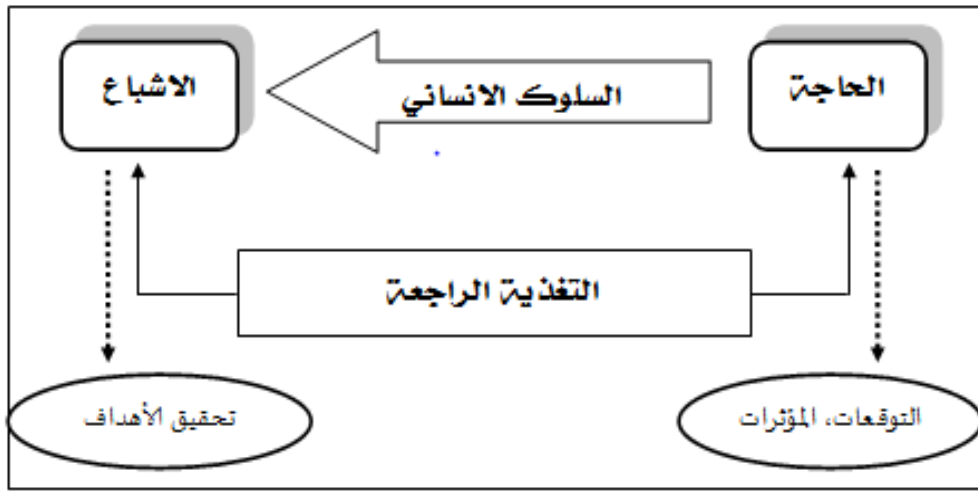 الحاجة
السلوك الانساني
الاشباع
التغذية الراجعة
التوقعات، المؤثرات
تحقيق الأهداف